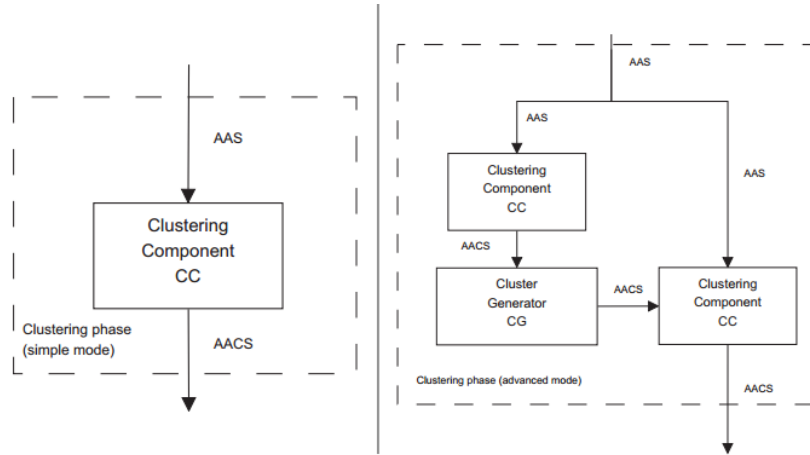 AAS
Clustering
Component
CC
Clustering phase
(simple mode)
AACS
AAS
AAS
AAS
Clustering
Component
CC
AACS
Cluster
Generator
CG
AACS
Clustering
Component
CC
Clustering phase (advanced mode)
AACS